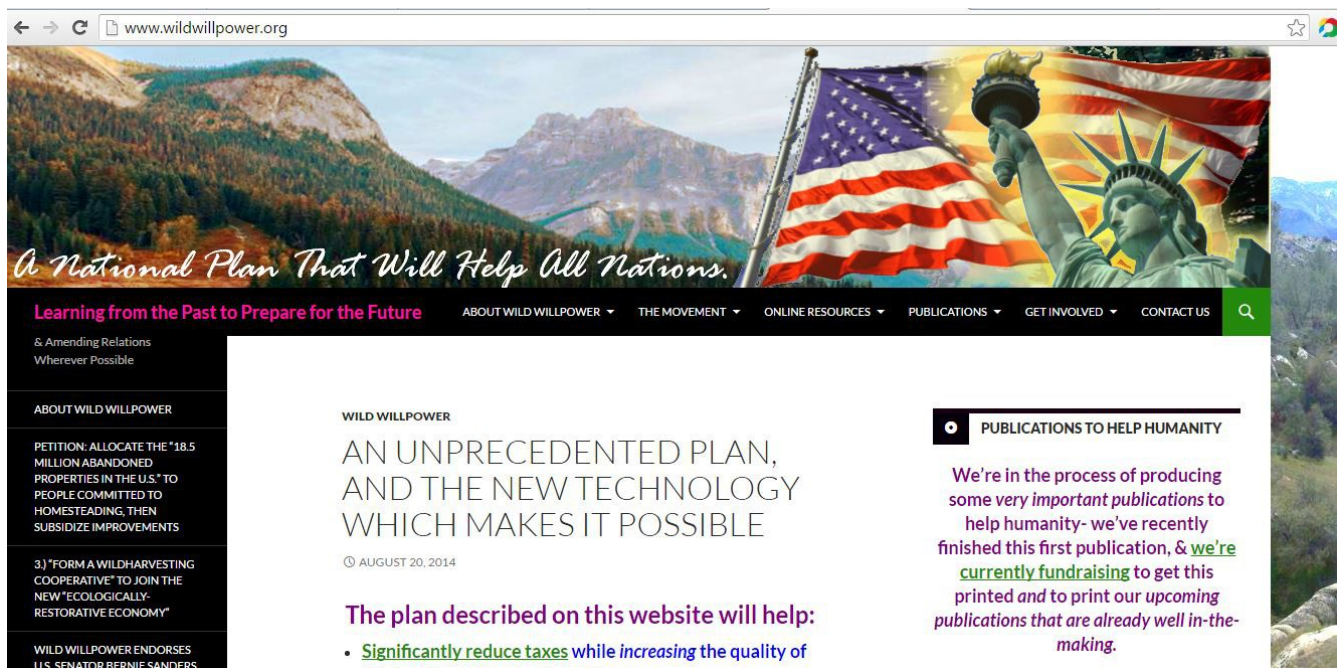 www.wildwillpower.org
A National Plan That Will Help All Nations.
Learning from the Past to Prepare for the Future
ABOUT WILD WILLPOWER
THE MOVEMENT
ONLINE RESOURCES
PUBLICATIONS
GET INVOLVED
CONTACT US
& Amending Relations
Wherever Possible
ABOUT WILD WILLPOWER
PETITION: ALLOCATE THE "18.5
MILLION ABANDONED
PROPERTIES IN THE U.S." TO
PEOPLE COMMITTED TO
HOMESTEADING, THEN
SUBSIDIZE IMPROVEMENTS
3.) "FORM A WILDHARVESTING
COOPERATIVE" TO JOIN THE
NEW "ECOLOGICALLY-
RESTORATIVE ECONOMY"
WILD WILLPOWER ENDORSES
U.S. SENATOR BERNIE SANDERS
WILD WILLPOWER
AN UNPRECEDENTED PLAN,
AND THE NEW TECHNOLOGY
WHICH MAKES IT POSSIBLE
AUGUST 20, 2014
The plan described on this website will help:
• Significantly reduce taxes while increasing the quality of
PUBLICATIONS TO HELP HUMANITY
We're in the process of producing
some very important publications to
help humanity- we've recently
finished this first publication, & we're
currently fundraising to get this
printed and to print our upcoming
publications that are already well in-the-
making.